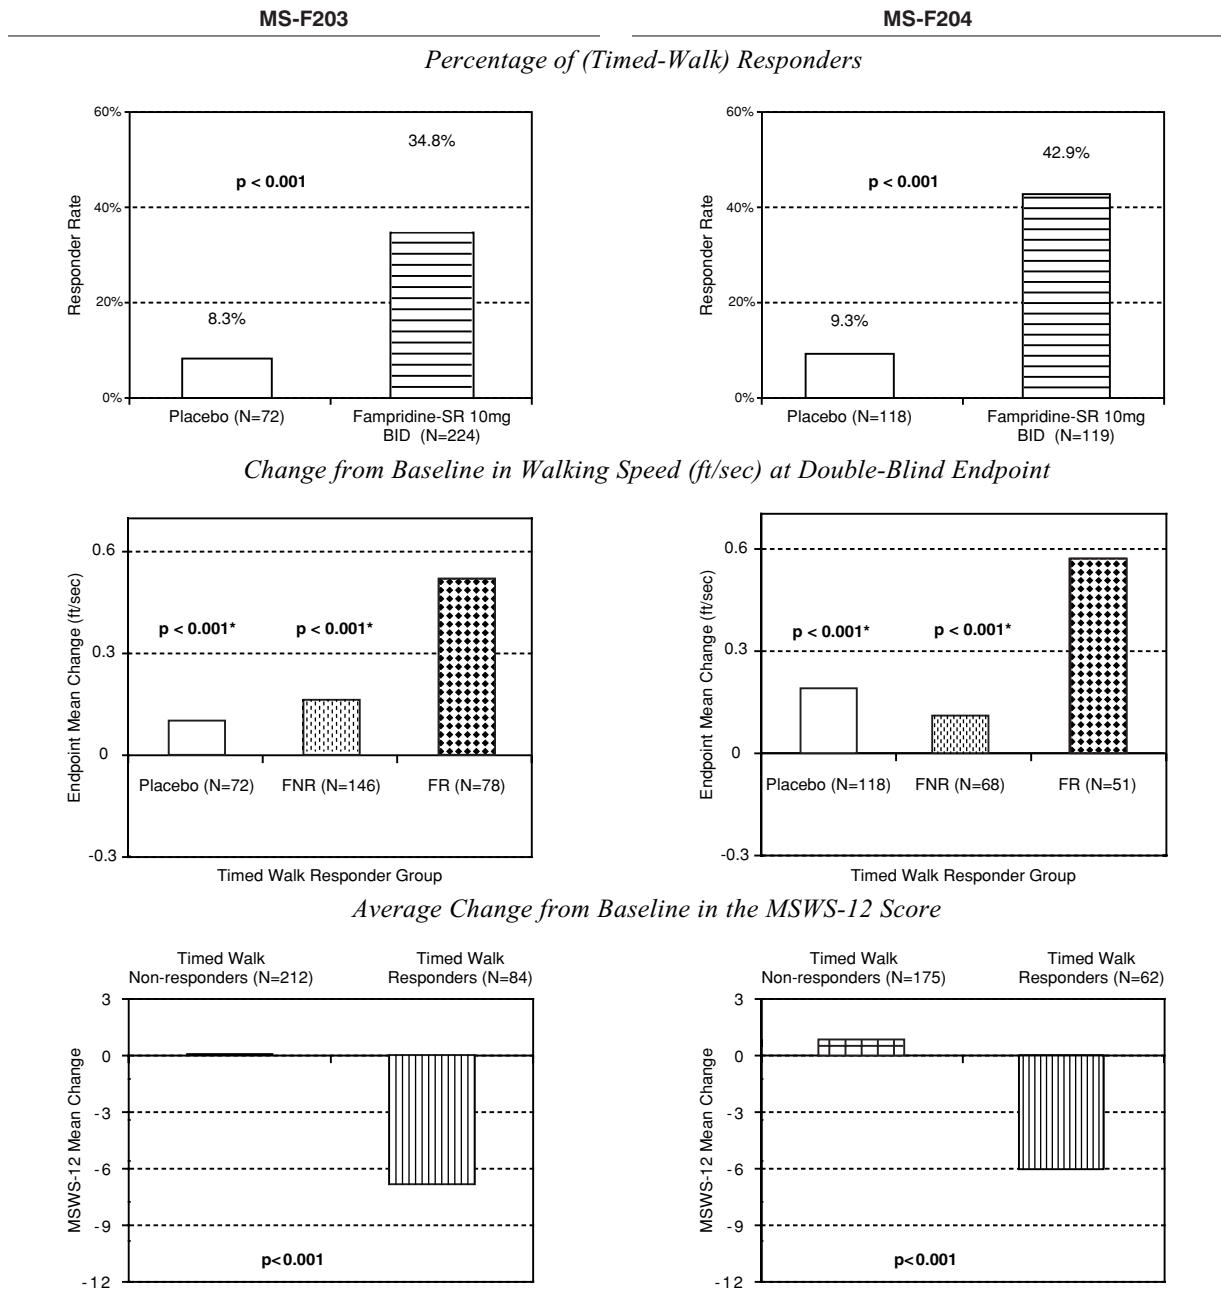 MS-F203
MS-F204
Percentage of (Timed-Walk) Responders
60%
40%
20%
0%
Responder Rate
34.8%
p < 0.001
8.3%
Placebo (N=72)
Fampridine-SR 10mg
BID (N=224)
60%
40%
20%
0%
Responder Rate
42.9%
p < 0.001
9.3%
Placebo (N=118)
Fampridine-SR 10mg
BID (N=119)
Change from Baseline in Walking Speed (ft/sec) at Double-Blind Endpoint
0.6
0.3
0
-0.3
Endpoint Mean Change (ft/sec)
p < 0.001*
p < 0.001*
Placebo (N=72)
FNR (N=146)
FR (N=78)
Timed Walk Responder Group
0.6
0.3
0
-0.3
Endpoint Mean Change (ft/sec)
p < 0.001*
p < 0.001*
Placebo (N=118)
FNR (N=68)
FR (N=51)
Timed Walk Responder Group
Average Change from Baseline in the MSWS-12 Score
Timed Walk
Non-responders (N=212)
Timed Walk
Responders (N=84)
3
0
-3
-6
-9
-12
MSWS-12 Mean Change
p<0.001
Timed Walk
Non-responders (N=175)
Timed Walk
Responders (N=62)
3
0
-3
-6
-9
-12
MSWS-12 Mean Change
p<0.001